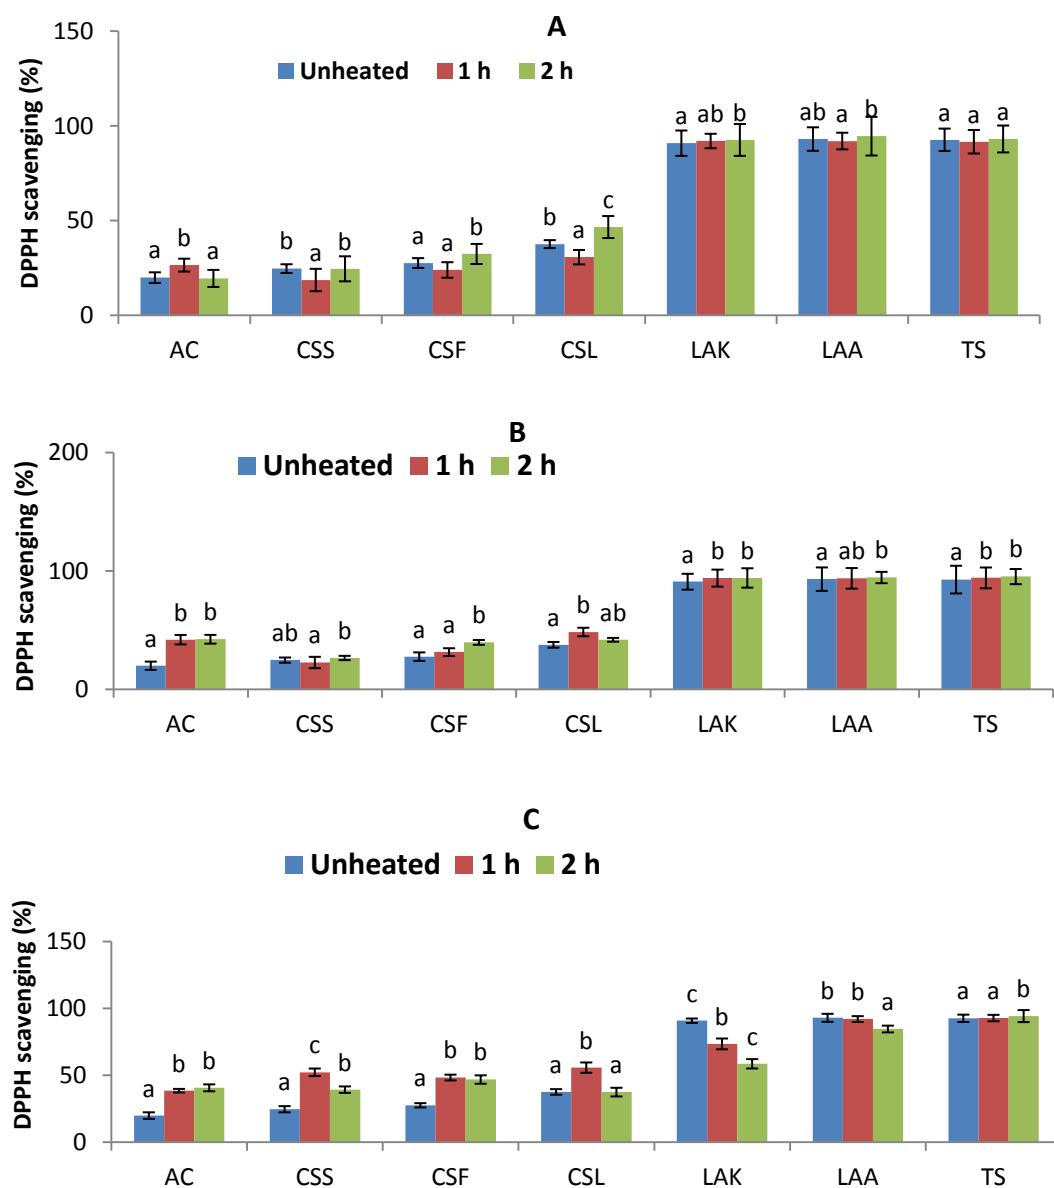 A
150
Unheated 1 h 2 h
DPPH scavenging (%)
a ab b ab a b a a a
100
c
50
b a
b
a b a b a b a a
0
AC CSS CSF CSL LAK LAA TS
B
200
Unheated 1 h 2 h
DPPH scavenging (%)
a b b a ab b a b b
100
a b b ab a b a a b a b ab
0
AC CSS CSF CSL LAK LAA TS
C
Unheated 1 h 2 h
DPPH scavenging (%)
150
c b c b b a a a b
100
a b b a c b a b b a b a
50
0
AC CSS CSF CSL LAK LAA TS